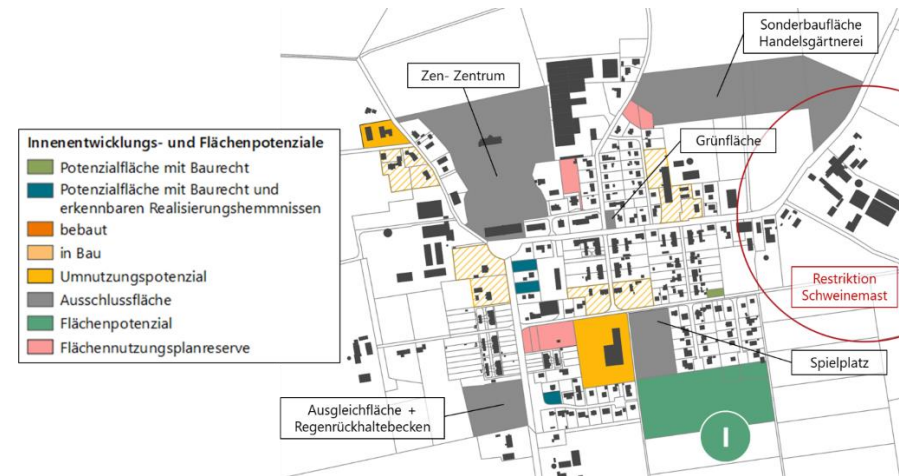 Sonderbaufläche
Handelsgärtnerei
Zen- Zentrum
Grünfläche
Innenentwicklungs- und Flächenpotenziale
Potenzialfläche mit Baurecht
Potenzialfläche mit Baurecht und
erkennbaren Realisierungshemmnissen
bebaut
in Bau
Umnutzungspotenzial
Ausschlussfläche
Flächenpotenzial
Flächennutzungsplanreserve
Restriktion
Schweinemast
Spielplatz
Ausgleichfläche +
Regenrückhaltebecken
I